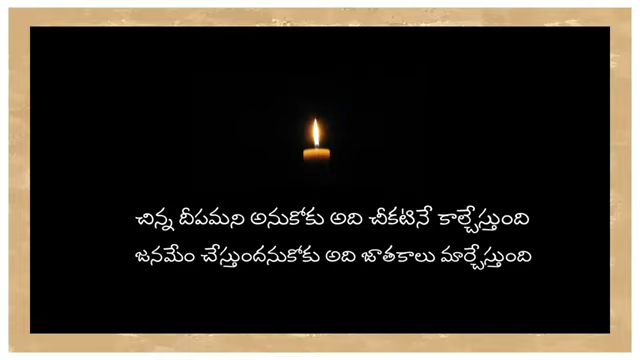 చిన్న దీపమని అనుకోకు అది చీకటినే కాల్చేస్తుంది
జనమేం చేస్తుందనుకోకు అది జాతకాలు మార్చేస్తుంది